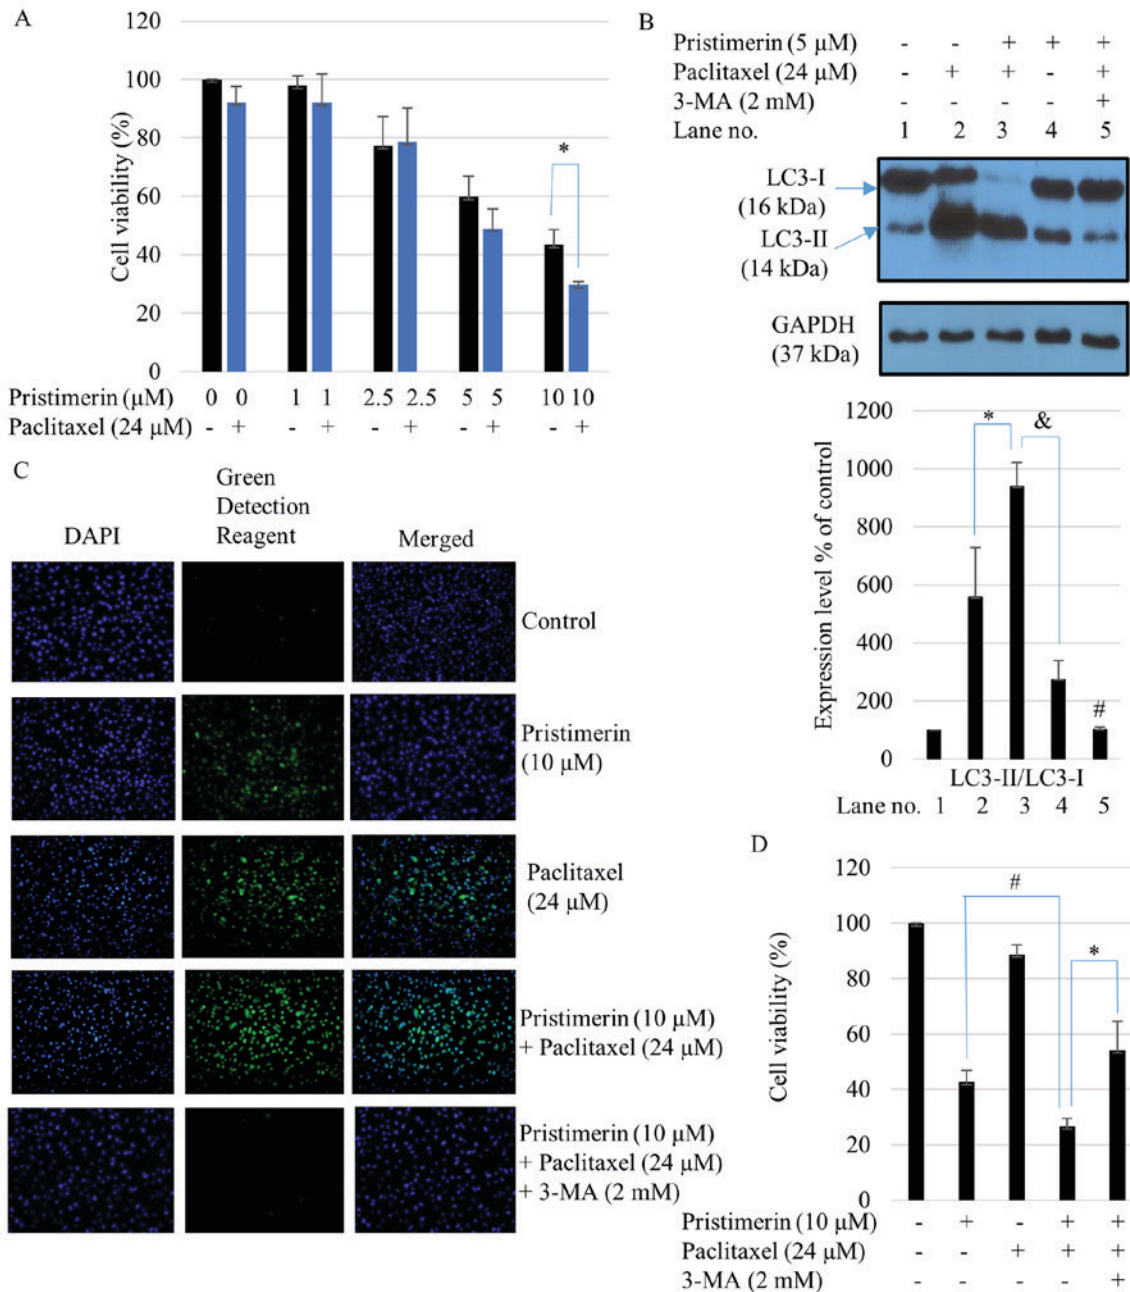 A
120
100
80
60
40
20
0
Cell viability (%)
*
Pristimerin (µM) 0 0 1 1 2.5 2.5 5 5 10 10
Paclitaxel (24 µM) - + - + - + - + - +
B
Pristimerin (5 µM) - - + + +
Paclitaxel (24 µM) - + + - +
3-MA (2 mM) - - - - +
Lane no. 1 2 3 4 5
LC3-I
(16 kDa)
LC3-II
(14 kDa)
GAPDH
(37 kDa)
1200
1000
800
600
400
200
0
Expression level % of control
* &
#
LC3-II/LC3-I
Lane no. 1 2 3 4 5
C
DAPI
Green
Detection
Reagent
Merged
Control
Pristimerin
(10 µM)
Paclitaxel
(24 µM)
Pristimerin (10 µM)
+ Paclitaxel (24 µM)
Pristimerin (10 µM)
+ Paclitaxel (24 µM)
+ 3-MA (2 mM)
D
120
100
80
60
40
20
0
Cell viability (%)
#
*
Pristimerin (10 µM) - + - + +
Paclitaxel (24 µM) - - + + +
3-MA (2 mM) - - - - +